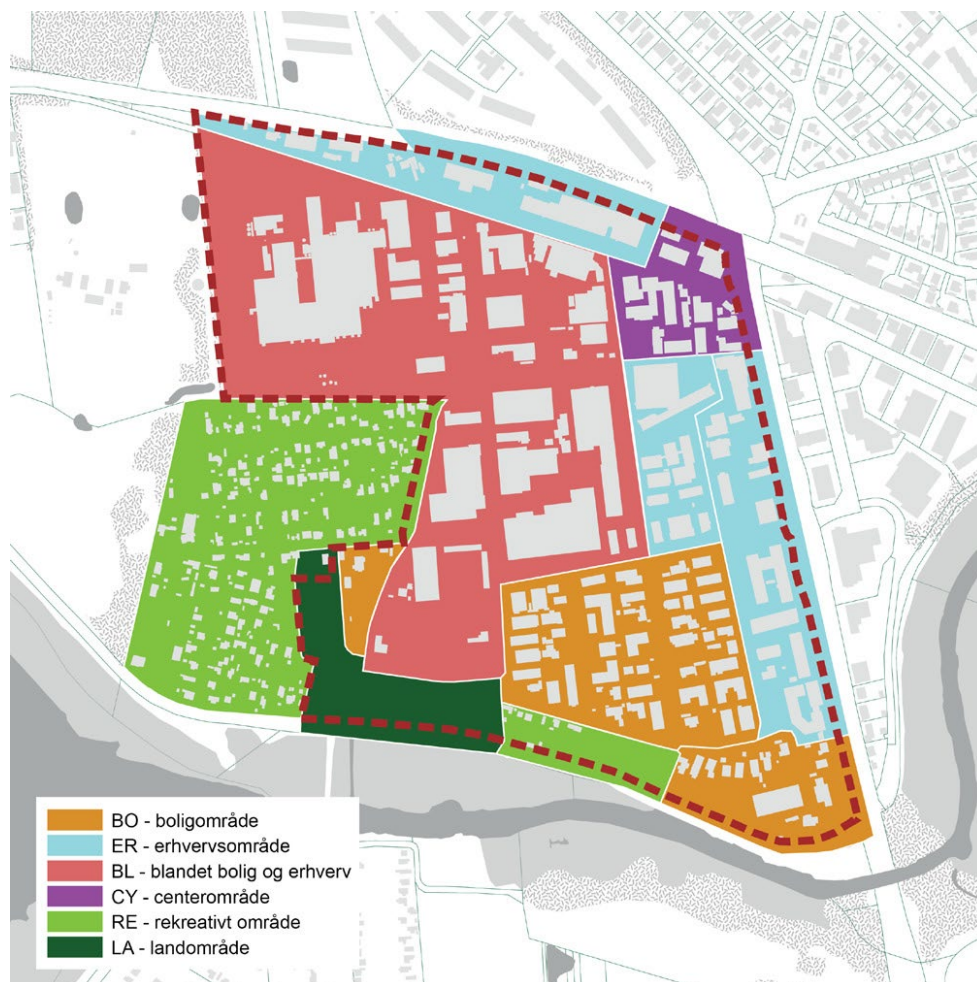 BO - boligområde
ER - erhvervsområde
BL - blandet bolig og erhverv
CY - centerområde
RE - rekreativt område
LA - landområde